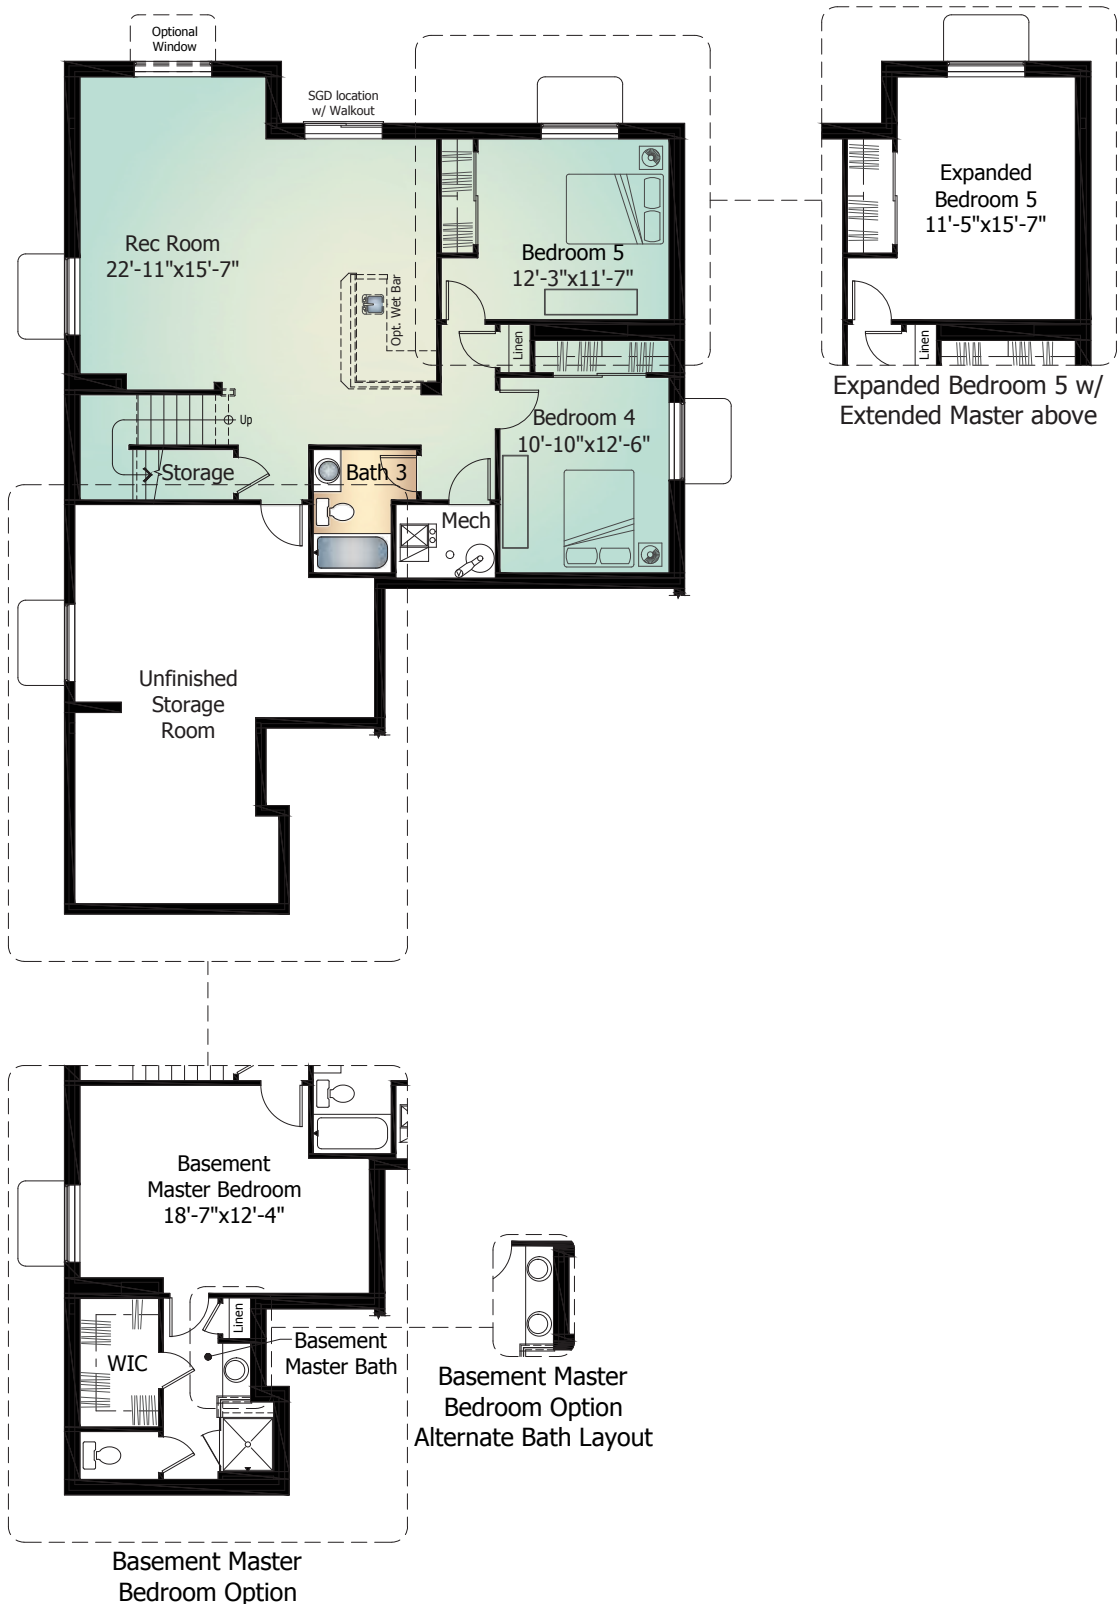 Optional
Window
SGD location
w/ Walkout
Rec Room
22'-11"x15'-7"
Opt. Wet Bar
Bedroom 5
12'-3"x11'-7"
Linen
Expanded
Bedroom 5
11'-5"x15'-7"
Linen
Expanded Bedroom 5 w/
Extended Master above
Up
Storage
Bath 3
Mech
Bedroom 4
10'-10"x12'-6"
Unfinished
Storage
Room
Basement
Master Bedroom
18'-7"x12'-4"
Linen
WIC
Basement
Master Bath
Basement Master
Bedroom Option
Alternate Bath Layout
Basement Master
Bedroom Option